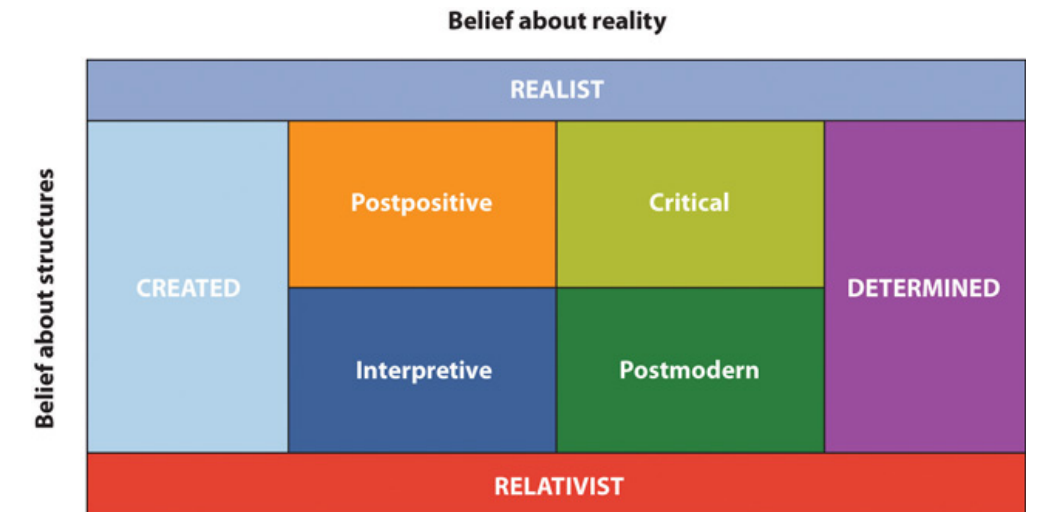 Belief about reality
REALIST
Belief about structures
CREATED
Postpositive
Critical
DETERMINED
Interpretive
Postmodern
RELATIVIST